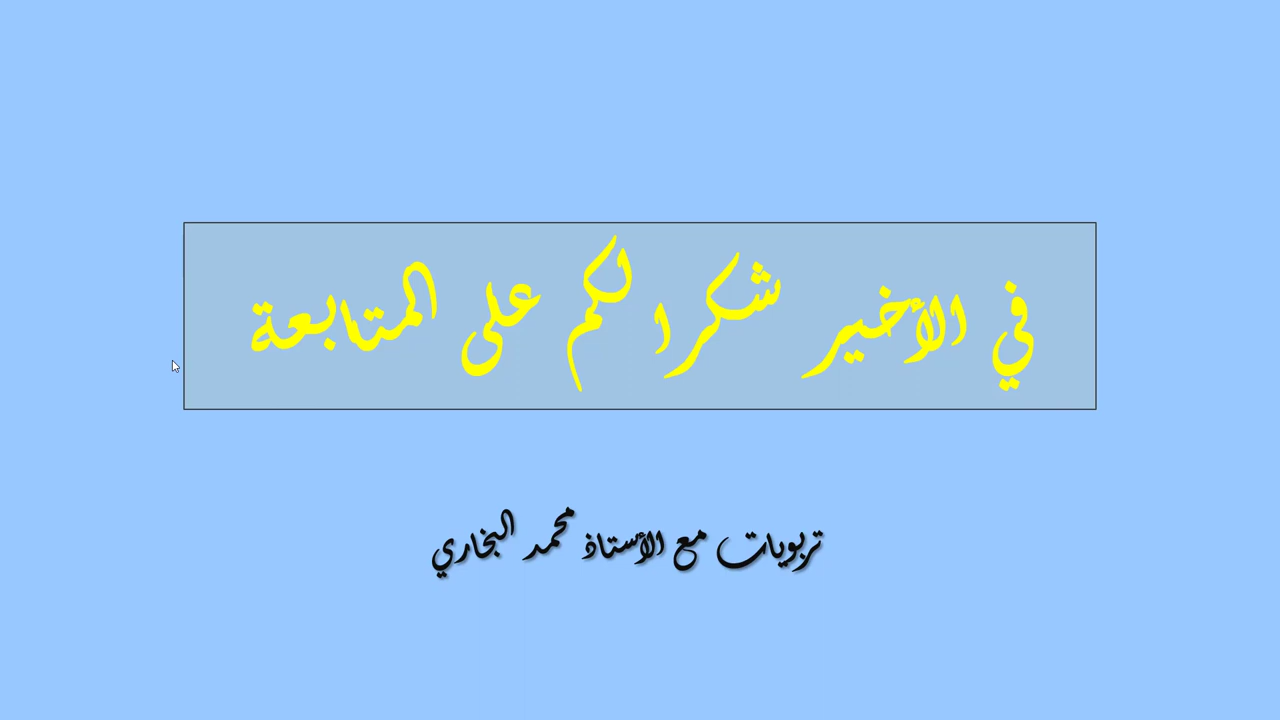 في الأخير شكرا لكم على المتابعة
تربويات مع الأستاذ محمد البخاري